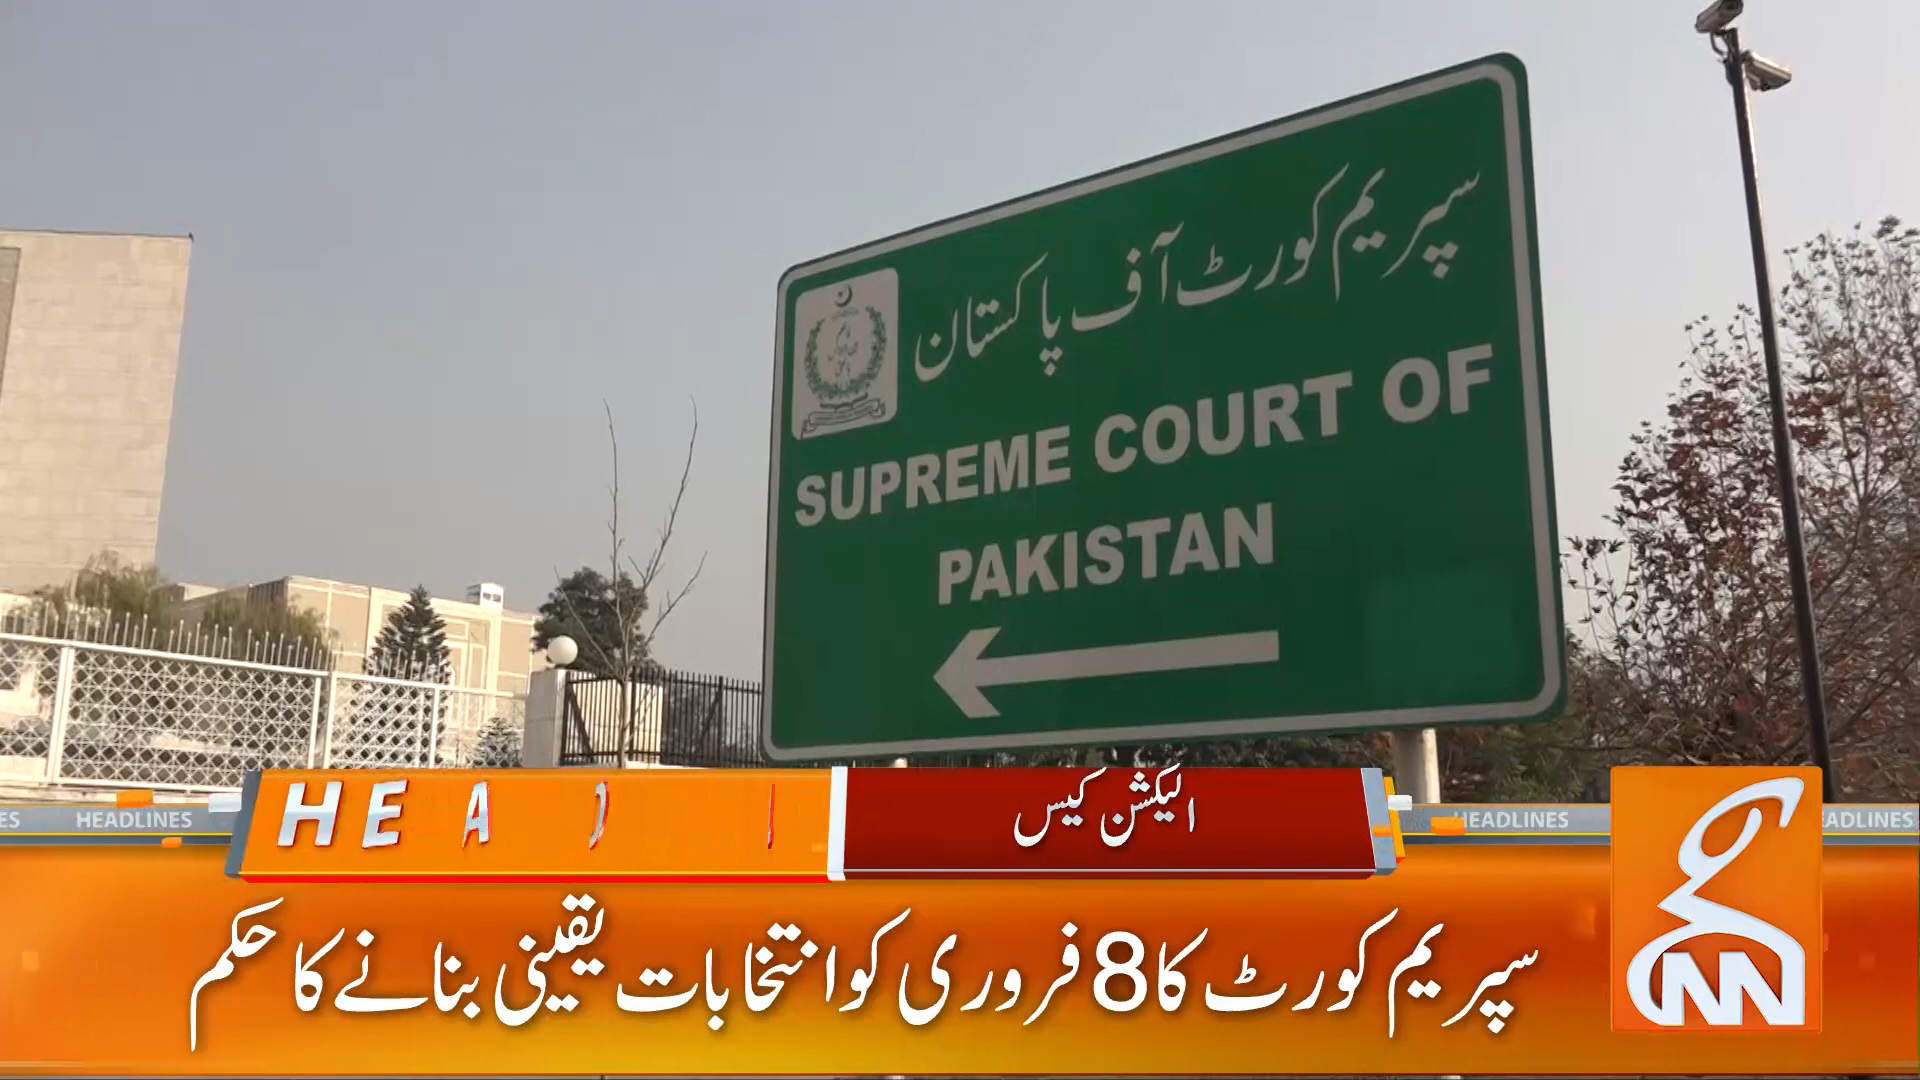 سپریم کورٹ آف پاکستان
SUPREME COURT OF
PAKISTAN
HEADLINES
الیکشن کیس
HEADLINES
سپریم کورٹ کا 8 فروری کو انتخابات یقینی بنانے کا حکم
NN